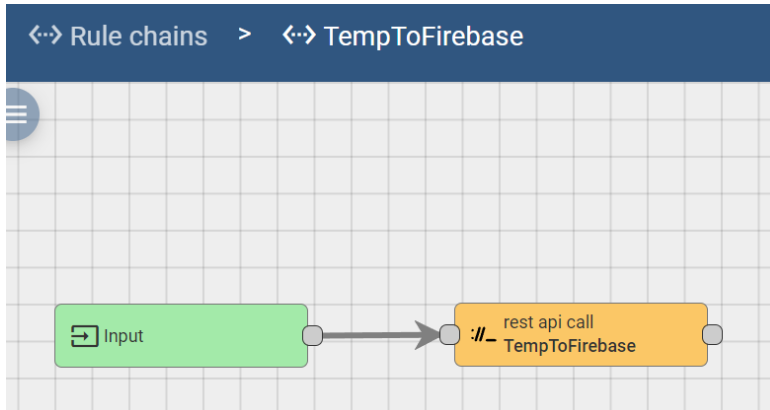 Rule chains > TempToFirebase
Input
rest api call
TempToFirebase